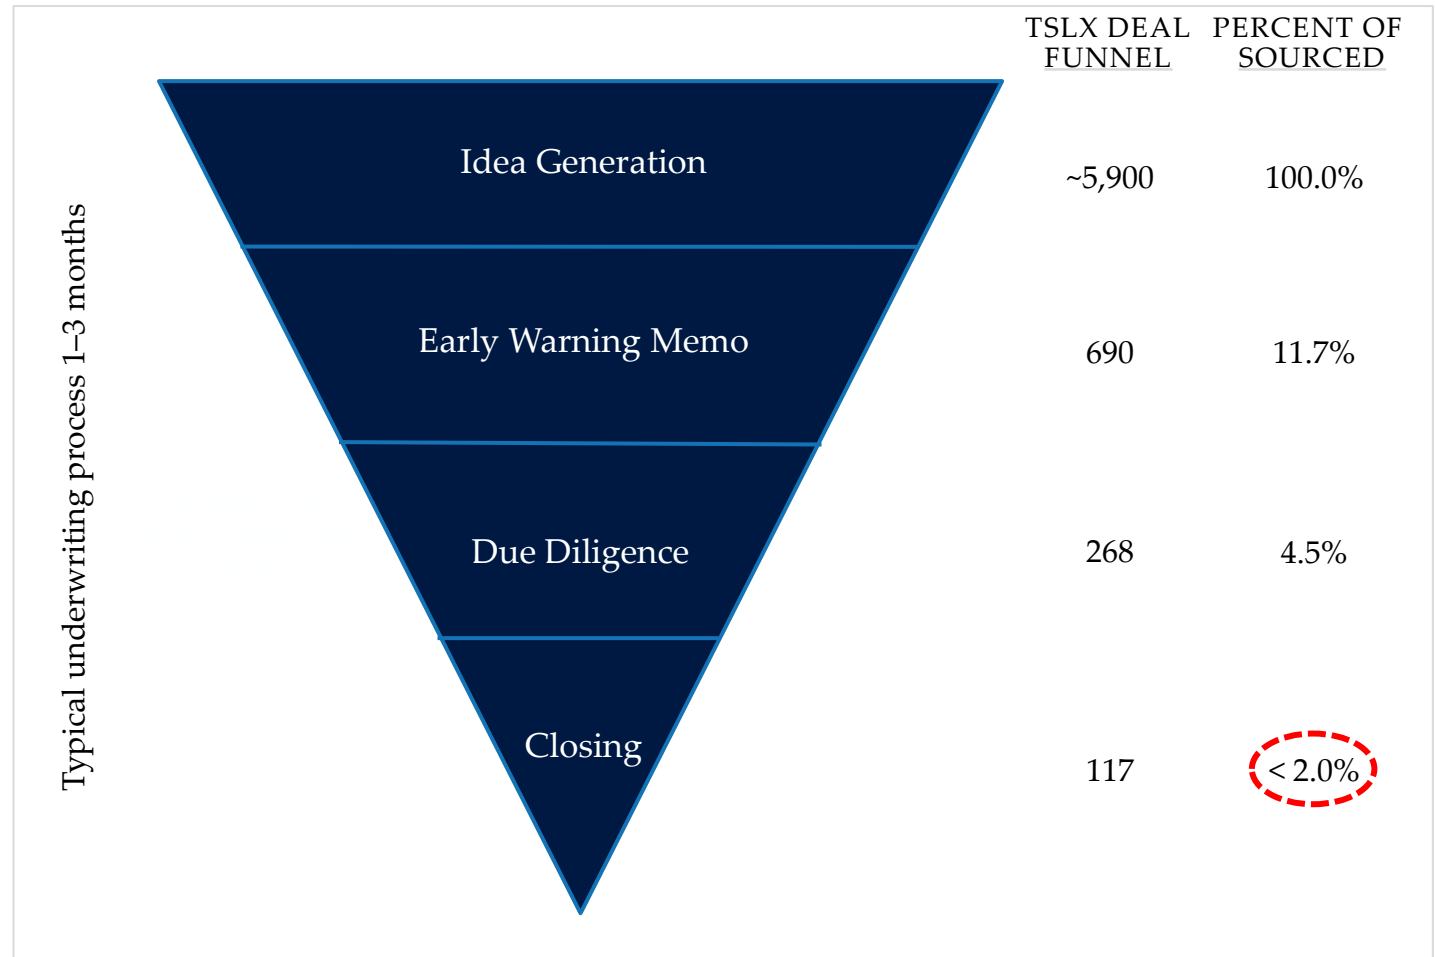 TSLX DEAL FUNNEL
PERCENT OF SOURCED
Idea Generation
~5,900
100.0%
Early Warning Memo
690
11.7%
Due Diligence
268
4.5%
Closing
117
< 2.0%
Typical underwriting process 1–3 months